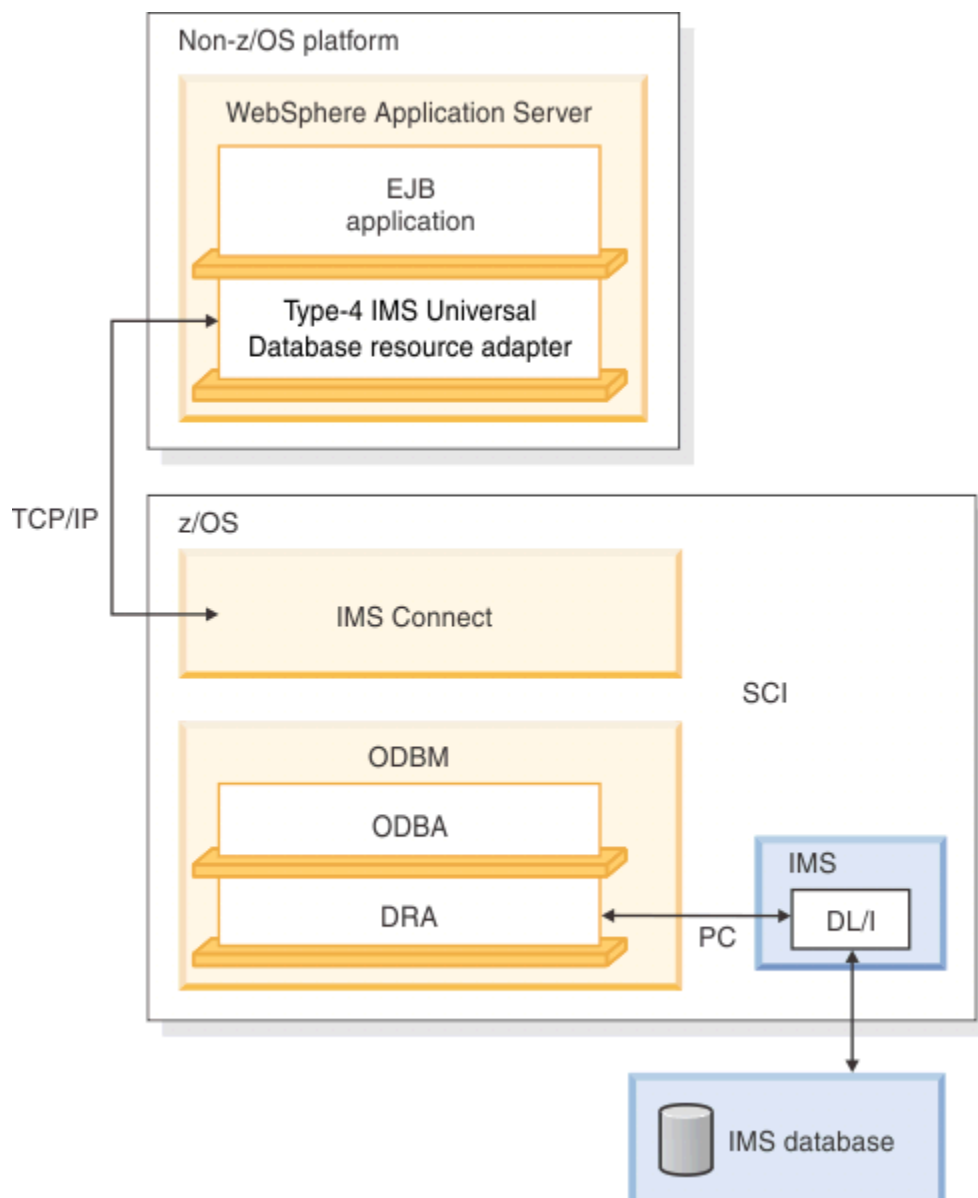 Non-z/OS platform
WebSphere Application Server
EJB
application
Type-4 IMS Universal
Database resource adapter
TCP/IP
z/OS
IMS Connect
SCI
ODBM
ODBA
DRA
PC
IMS
DL/I
IMS database